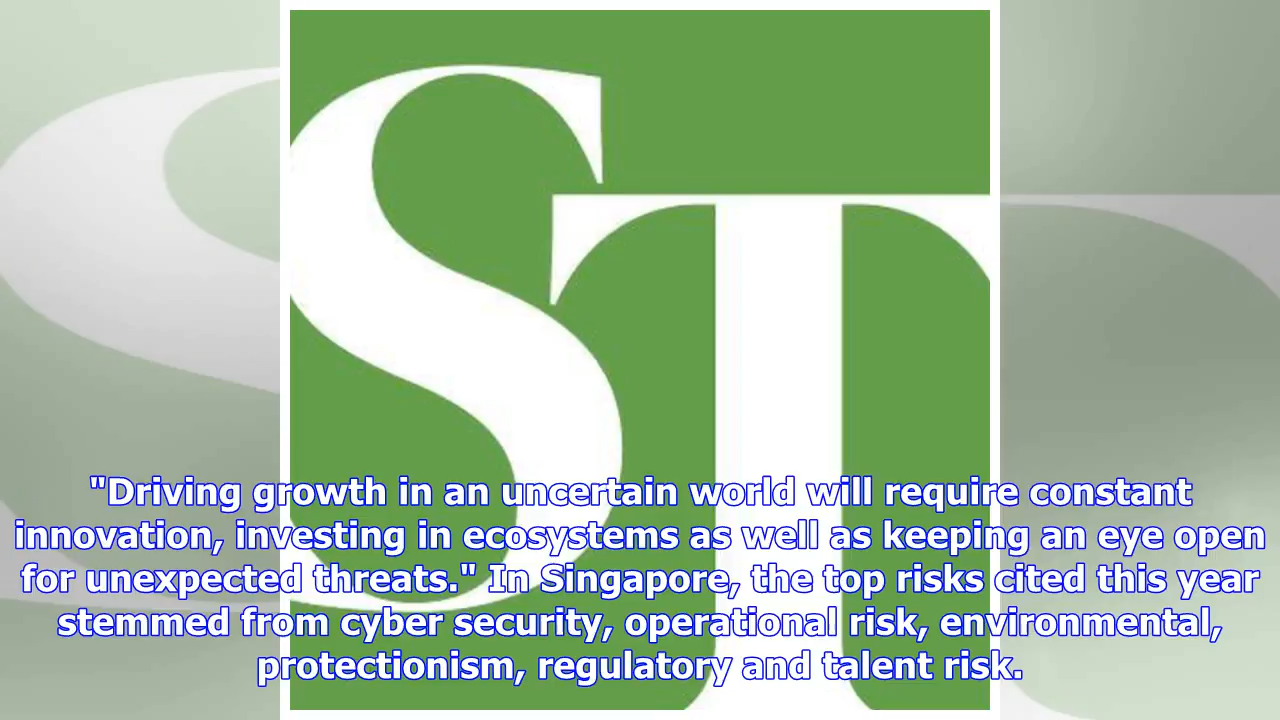 ST
"Driving growth in an uncertain world will require constant
innovation, investing in ecosystems as well as keeping an eye open
for unexpected threats." In Singapore, the top risks cited this year
stemmed from cyber security, operational risk, environmental,
protectionism, regulatory and talent risk.